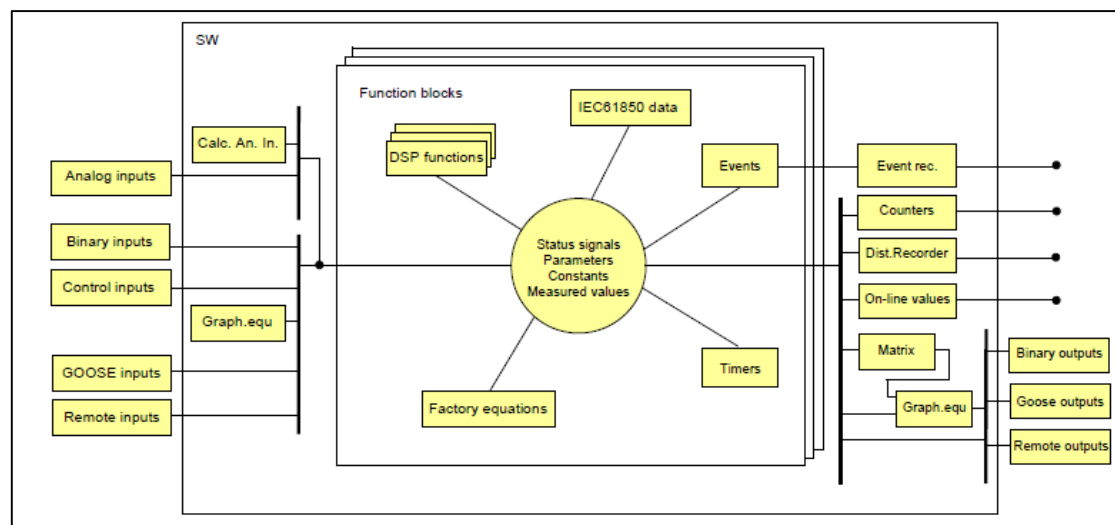 SW
Function blocks
IEC61850 data
Calc. An. In.
DSP functions
Events
Event rec.
Analog inputs
Counters
Binary inputs
Status signals
Parameters
Constants
Measured values
Dist.Recorder
Control inputs
On-line values
Graph.equ
Matrix
Binary outputs
GOOSE inputs
Timers
Remote inputs
Factory equations
Graph.equ
Goose outputs
Remote outputs